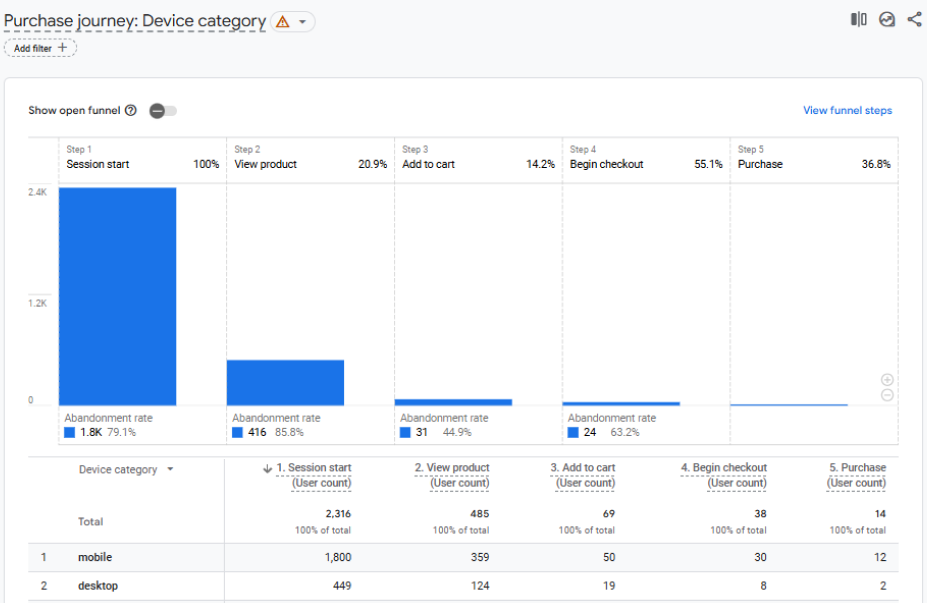 Purchase journey: Device category
Add filter +
Show open funnel
View funnel steps
Step 1
Session start 100%
Step 2
View product 20.9%
Step 3
Add to cart 14.2%
Step 4
Begin checkout 55.1%
Step 5
Purchase 36.8%
2.4K
1.2K
0
Abandonment rate
1.8K 79.1%
Abandonment rate
416 85.8%
Abandonment rate
31 44.9%
Abandonment rate
24 63.2%
Device category
1. Session start
(User count)
2. View product
(User count)
3. Add to cart
(User count)
4. Begin checkout
(User count)
5. Purchase
(User count)
Total 2,316 485 69 38 14
100% of total 100% of total 100% of total 100% of total 100% of total
1 mobile 1,800 359 50 30 12
2 desktop 449 124 19 8 2